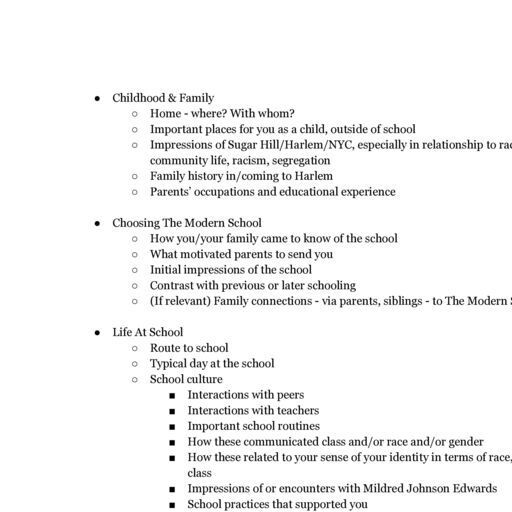 ● Childhood & Family
○ Home - where? With whom?
○ Important places for you as a child, outside of school
○ Impressions of Sugar Hill/Harlem/NYC, especially in relationship to
community life, racism, segregation
○ Family history in/coming to Harlem
○ Parents’ occupations and educational experience
● Choosing The Modern School
○ How you/your family came to know of the school
○ What motivated parents to send you
○ Initial impressions of the school
○ Contrast with previous or later schooling
○ (If relevant) Family connections - via parents, siblings - to The Modern
● Life At School
○ Route to school
○ Typical day at the school
○ School culture
■ Interactions with peers
■ Interactions with teachers
■ Important school routines
■ How these communicated class and/or race and/or gender
■ How these related to your sense of your identity in terms of race,
class
■ Impressions of or encounters with Mildred Johnson Edwards
■ School practices that supported you